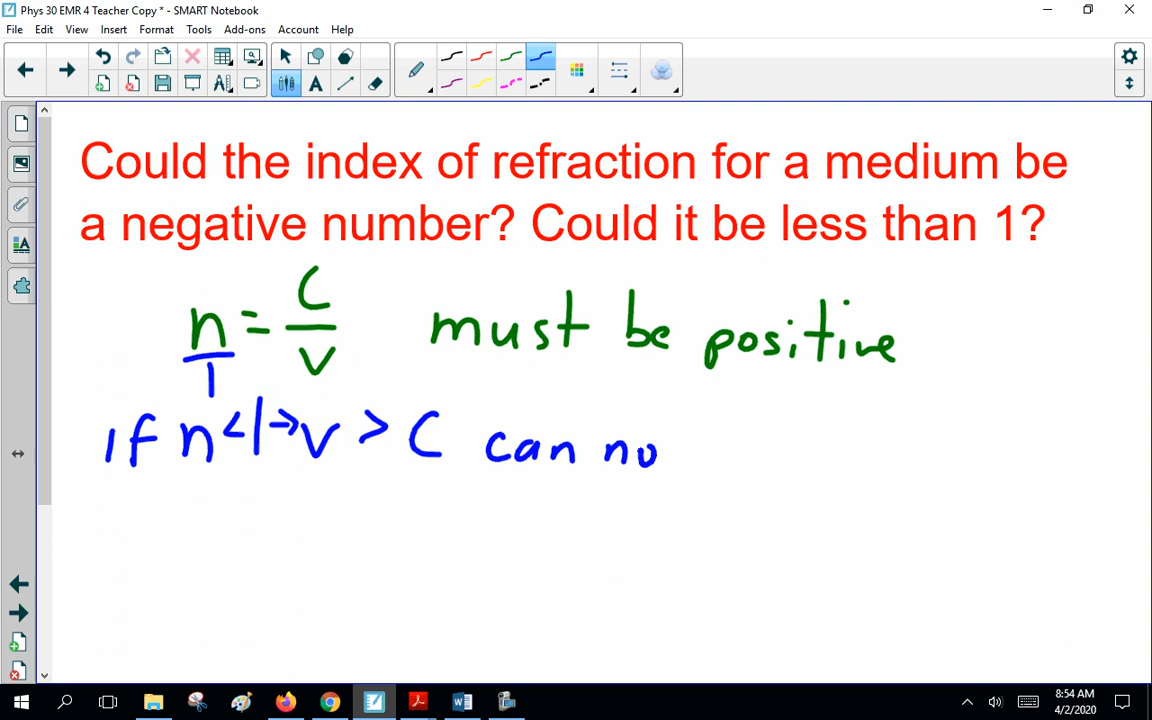 Phys 30 EMR 4 Teacher Copy * - SMART Notebook
File Edit View Insert Format Tools Add-ons Account Help
Could the index of refraction for a medium be
a negative number? Could it be less than 1?
n = c/v must be positive
1
if n < 1 → v > c can no
8:54 AM
4/2/2020